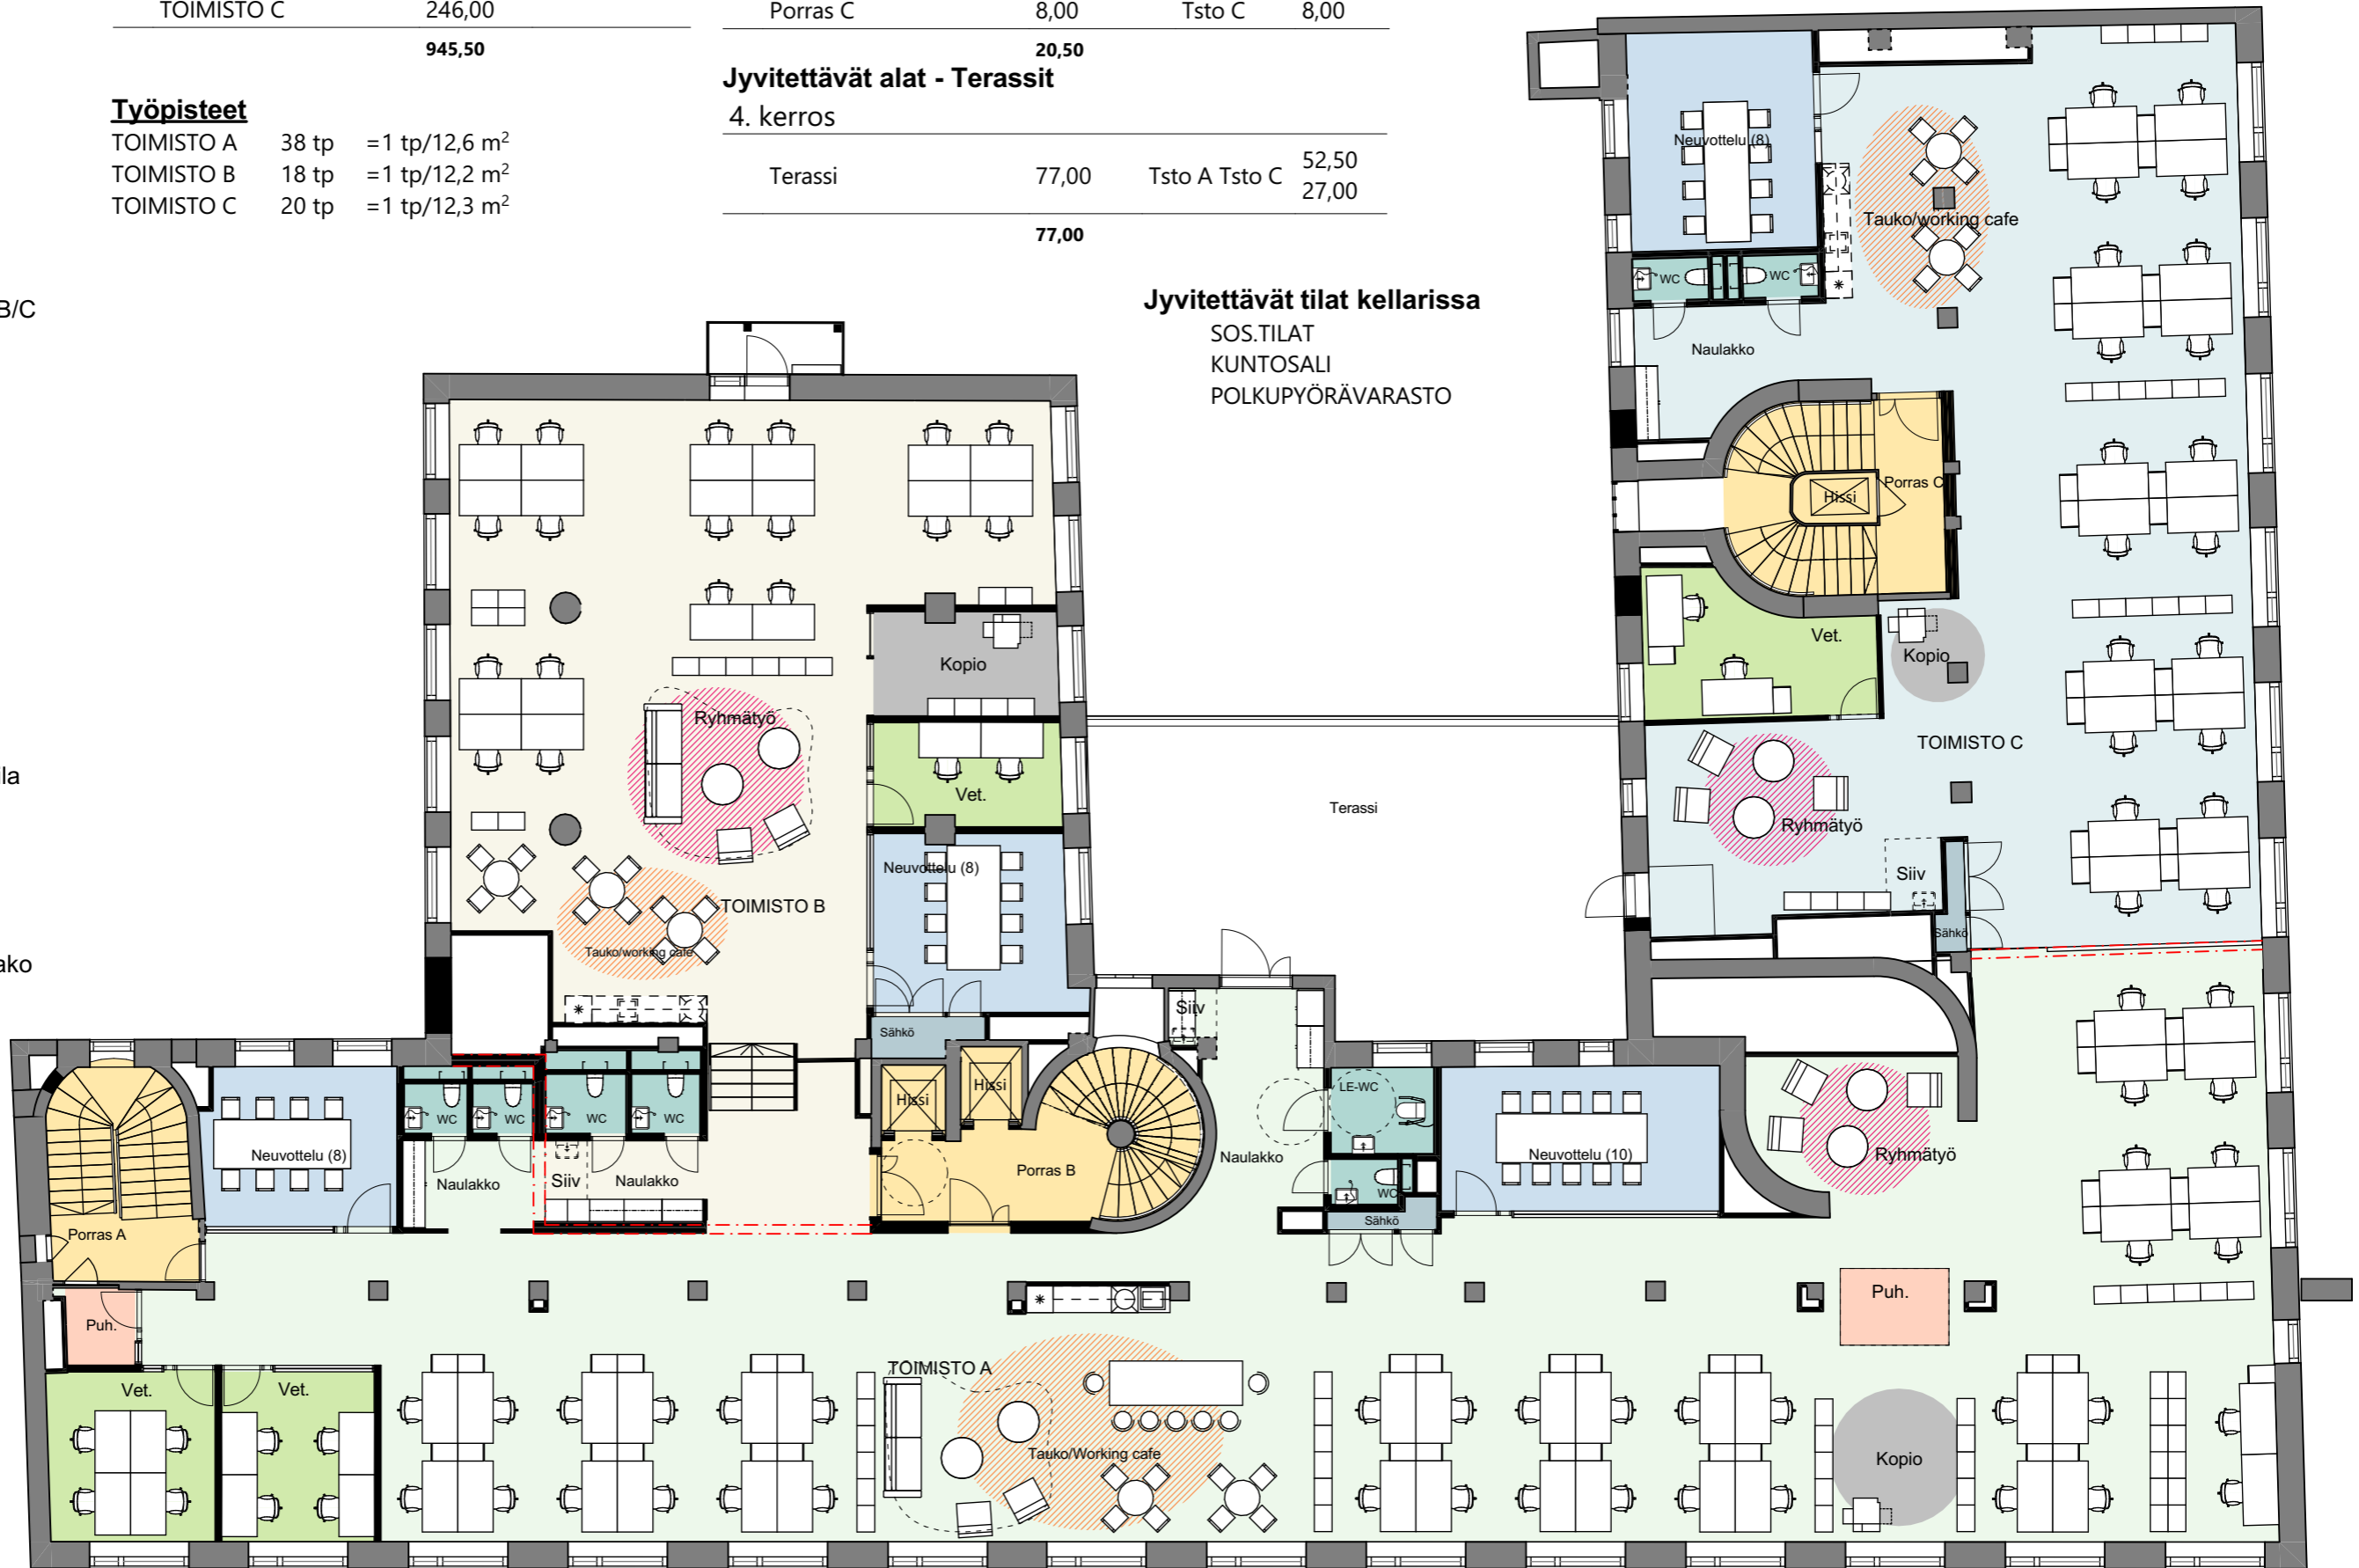 TOIMISTO C 246,00
945,50
Porras C 8,00 Tsto C 8,00
20,50
Jyvitettävät alat - Terassit
4. kerros
Terassi 77,00 Tsto A Tsto C 52,50
27,00
77,00
Työpisteet
TOIMISTO A 38 tp =1 tp/12,6 m²
TOIMISTO B 18 tp =1 tp/12,2 m²
TOIMISTO C 20 tp =1 tp/12,3 m²
B/C
Jyvitettävät tilat kellarissa
SOS.TILAT
KUNTOSALI
POLKUPYÖRÄVARASTO
Neuvottelu (8)
Tauko/working cafe
WC
WC
Naulakko
Hissi
Porras C
Vet.
Kopio
TOIMISTO C
Ryhmätyö
Siiv
Sähkö
Kopio
Ryhmätyö
Vet.
Terassi
Neuvottelu (8)
TOIMISTO B
Tauko/working cafe
Sähkö
Siiv
Hissi
Hissi
Porras B
Naulakko
LE-WC
WC
Sähkö
Neuvottelu (10)
Ryhmätyö
WC
WC
WC
WC
Neuvottelu (8)
Naulakko
Siiv
Naulakko
Porras A
Puh.
Puh.
Vet.
Vet.
TOIMISTO A
Tauko/Working cafe
Kopio
lla
ako